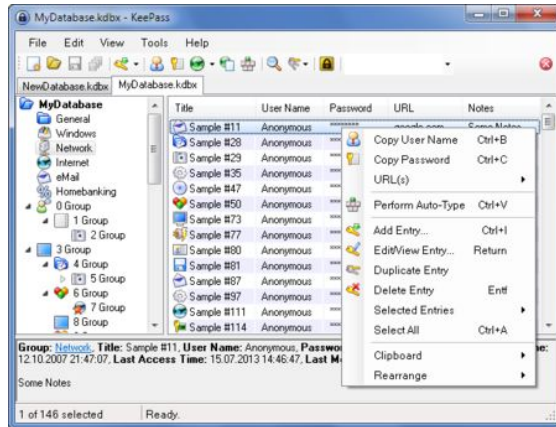 MyDatabase.kdbx - KeePass
File Edit View Tools Help
NewDatabase.kdbx MyDatabase.kdbx
MyDatabase
General
Windows
Network
Internet
eMail
Homebanking
0 Group
1 Group
2 Group
3 Group
4 Group
5 Group
6 Group
7 Group
8 Group
Title User Name Password URL Notes
Sample #11 Anonymous ******** google.com Some Notes
Sample #28 Anonymous
Sample #29 Anonymous
Sample #35 Anonymous
Sample #47 Anonymous
Sample #50 Anonymous
Sample #73 Anonymous
Sample #77 Anonymous
Sample #80 Anonymous
Sample #81 Anonymous
Sample #87 Anonymous
Sample #97 Anonymous
Sample #111 Anonymous
Sample #114 Anonymous
Copy User Name Ctrl+B
Copy Password Ctrl+C
URL(s)
Perform Auto-Type Ctrl+V
Add Entry... Ctrl+I
Edit/View Entry... Return
Duplicate Entry
Delete Entry Entf
Selected Entries
Select All Ctrl+A
Clipboard
Rearrange
Group: Network, Title: Sample #11, User Name: Anonymous,
12.10.2007 21:47:07, Last Access Time: 15.07.2013 14:46:47, Last
Some Notes
1 of 146 selected Ready.